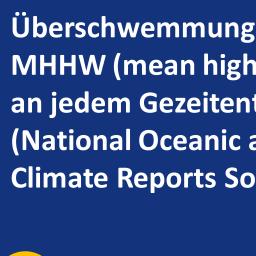 Überschwemmung
MHHW (mean high
an jedem Gezeitent
(National Oceanic a
Climate Reports So